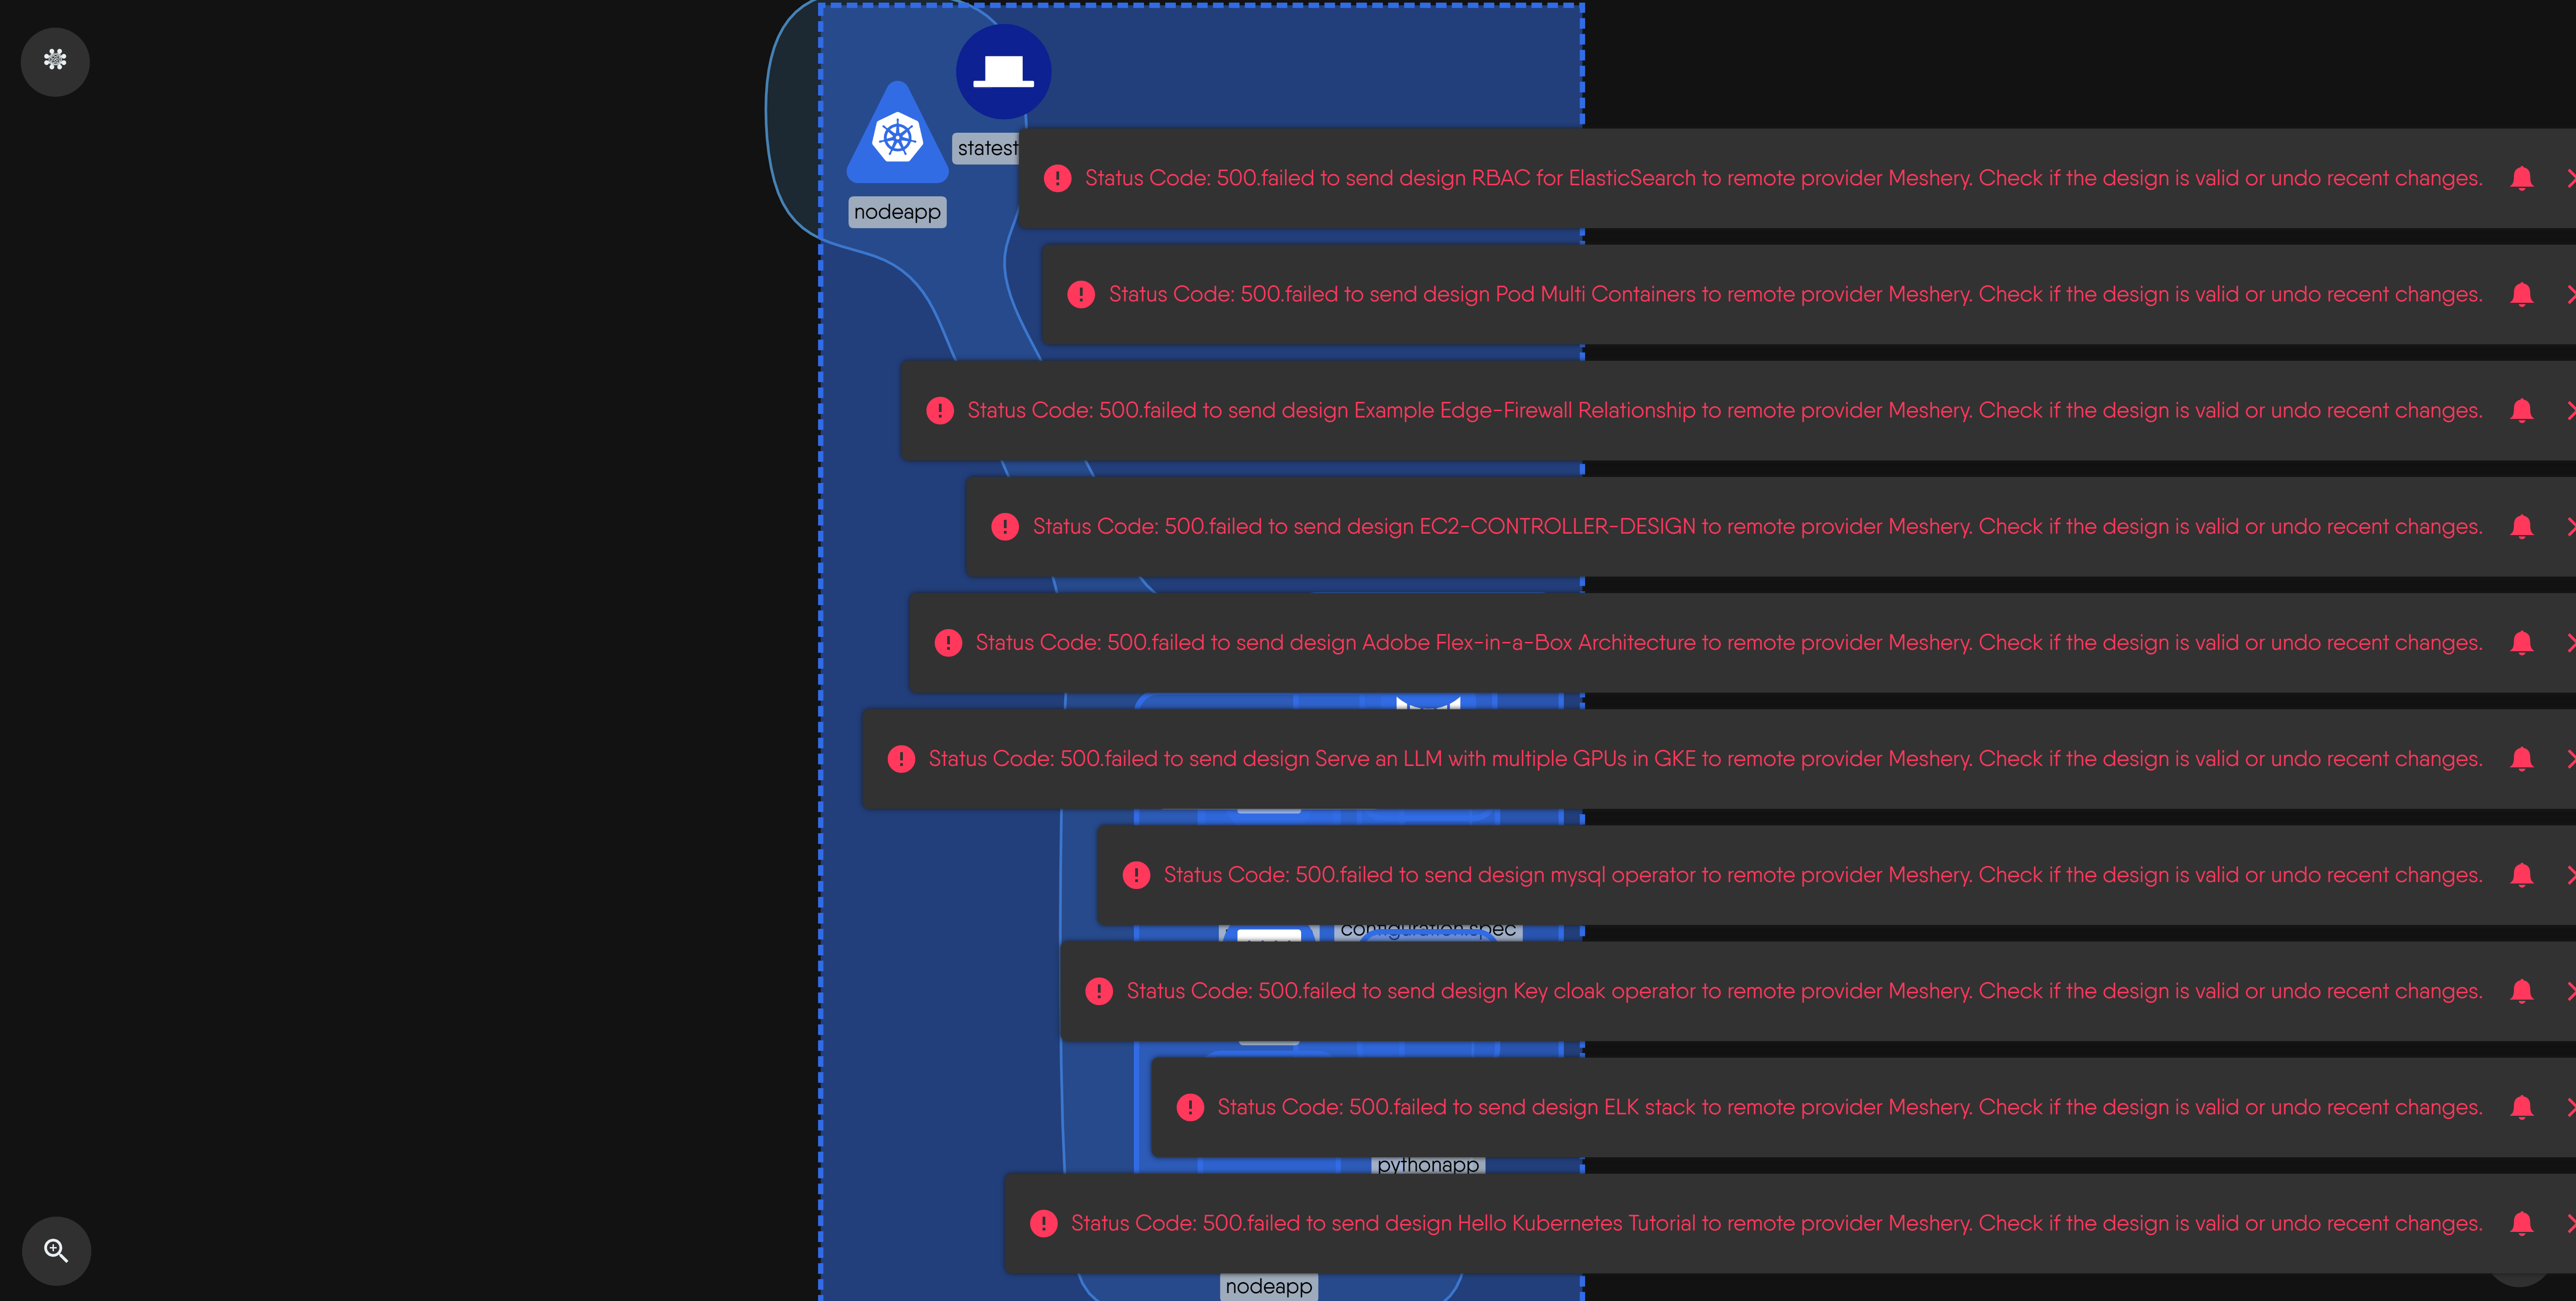 statest
nodeapp
Status Code: 500.failed to send design RBAC for ElasticSearch to remote provider Meshery. Check if the design is valid or undo recent changes.
Status Code: 500.failed to send design Pod Multi Containers to remote provider Meshery. Check if the design is valid or undo recent changes.
Status Code: 500.failed to send design Example Edge-Firewall Relationship to remote provider Meshery. Check if the design is valid or undo recent changes.
Status Code: 500.failed to send design EC2-CONTROLLER-DESIGN to remote provider Meshery. Check if the design is valid or undo recent changes.
Status Code: 500.failed to send design Adobe Flex-in-a-Box Architecture to remote provider Meshery. Check if the design is valid or undo recent changes.
Status Code: 500.failed to send design Serve an LLM with multiple GPUs in GKE to remote provider Meshery. Check if the design is valid or undo recent changes.
Status Code: 500.failed to send design mysql operator to remote provider Meshery. Check if the design is valid or undo recent changes.
configuration.spec
Status Code: 500.failed to send design Key cloak operator to remote provider Meshery. Check if the design is valid or undo recent changes.
Status Code: 500.failed to send design ELK stack to remote provider Meshery. Check if the design is valid or undo recent changes.
pythonapp
Status Code: 500.failed to send design Hello Kubernetes Tutorial to remote provider Meshery. Check if the design is valid or undo recent changes.
nodeapp